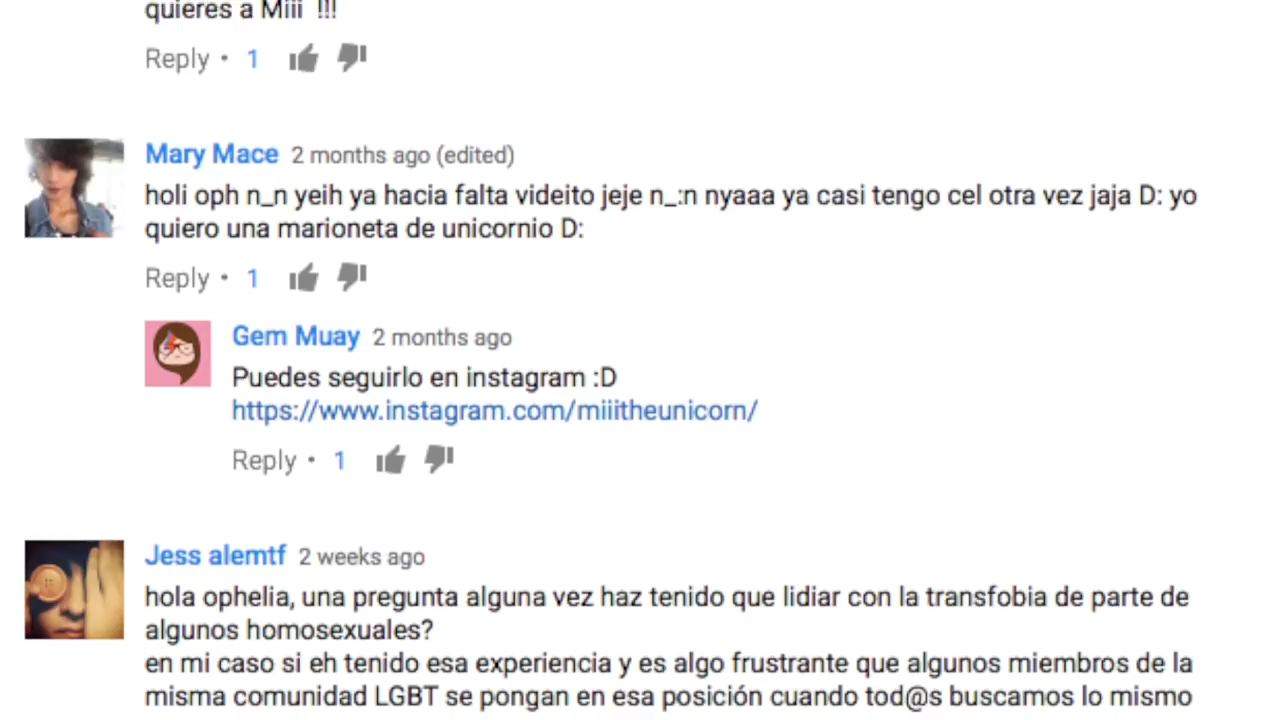 quieres a Miii  !!!
Reply • 1
Mary Mace 2 months ago (edited)
holi oph n_n yeih ya hacia falta videito jeje n_:n nyaaa ya casi tengo cel otra vez jaja D: yo
quiero una marioneta de unicornio D:
Reply • 1
Gem Muay 2 months ago
Puedes seguirlo en instagram :D
https://www.instagram.com/miiitheunicorn/
Reply • 1
Jess alemtf 2 weeks ago
hola ophelia, una pregunta alguna vez haz tenido que lidiar con la transfobia de parte de
algunos homosexuales?
en mi caso si eh tenido esa experiencia y es algo frustrante que algunos miembros de la
misma comunidad LGBT se pongan en esa posición cuando tod@s buscamos lo mismo